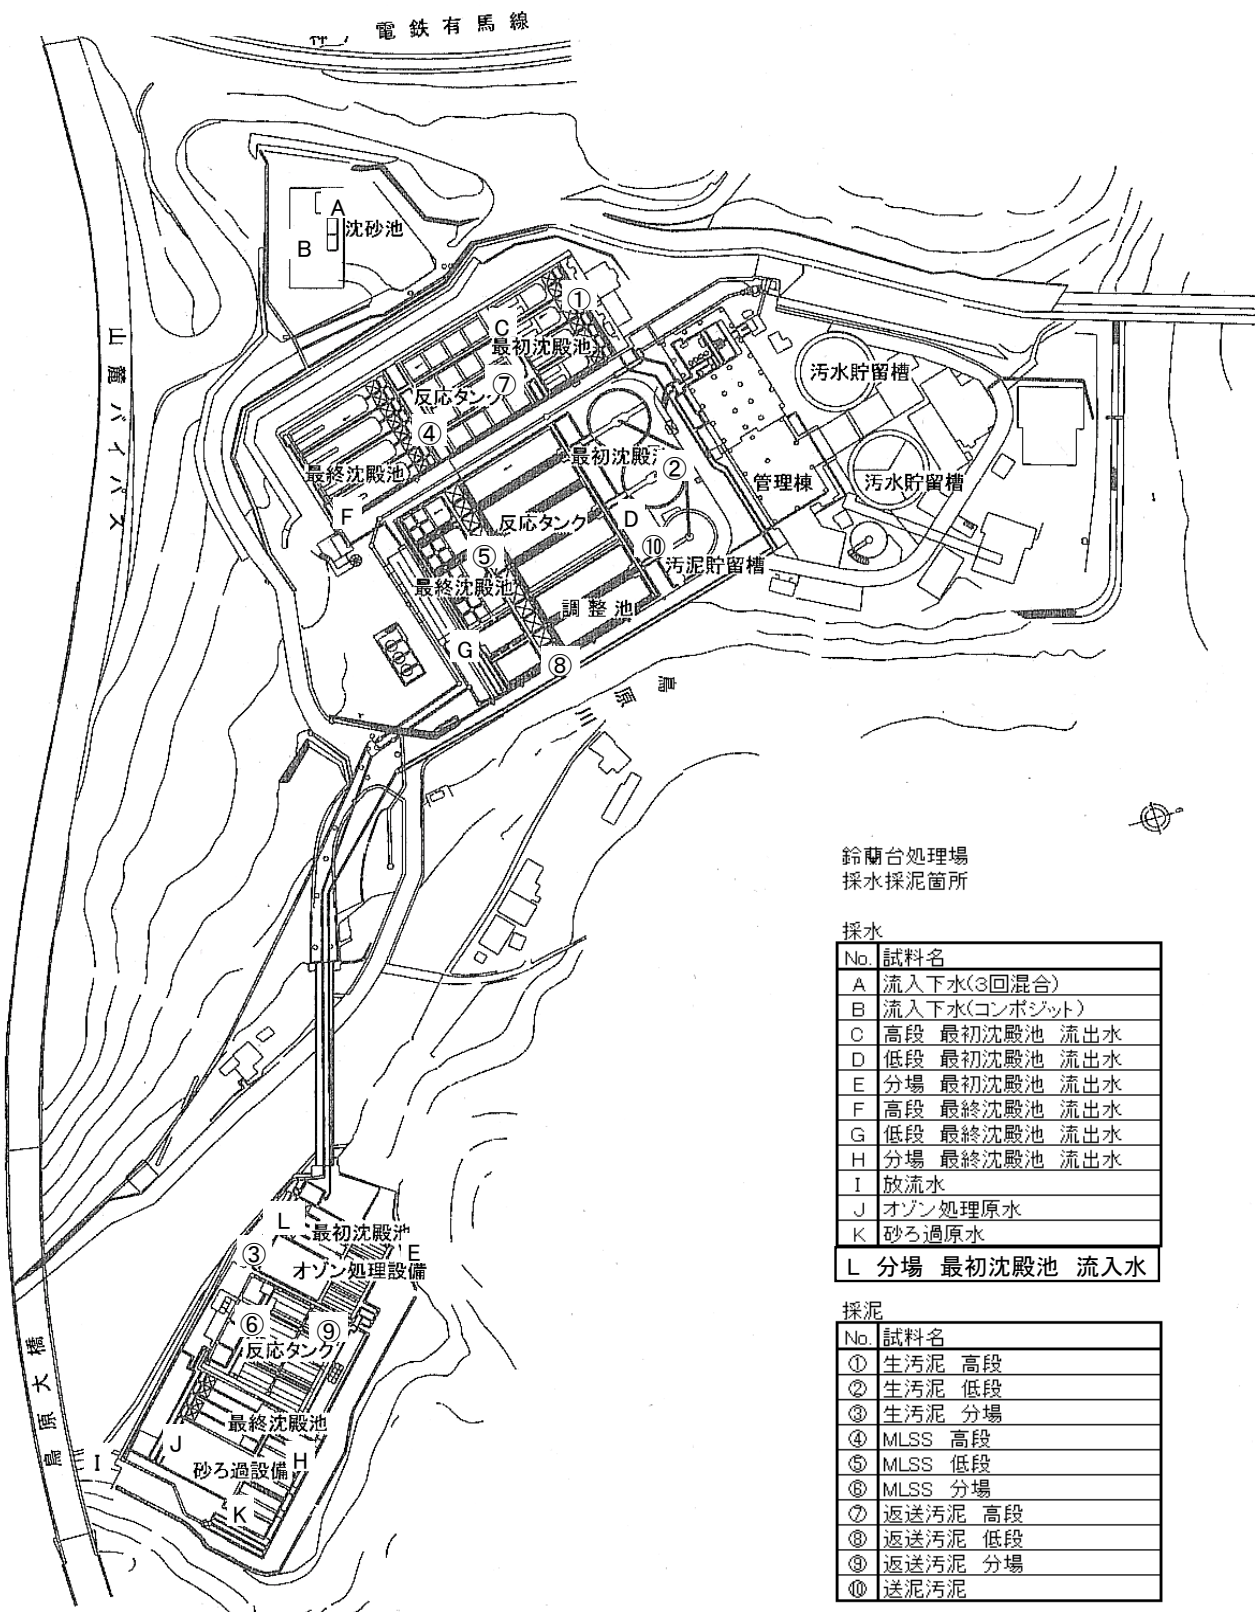 神 電 鉄 有 馬 線
A
沈砂池
B
山麓バイパス
①
C
最初沈殿池
⑦
反応タンク
④
最終沈殿池
F
汚水貯留槽
最初沈殿池
②
管理棟
汚水貯留槽
D
反応タンク
⑩
⑤
汚泥貯留槽
最終沈殿池
調整池
G
⑧
烏原川
鈴蘭台処理場
採水採泥箇所
採水
No. 試料名
A 流入下水(3回混合)
B 流入下水(コンポジット)
C 高段 最初沈殿池 流出水
D 低段 最初沈殿池 流出水
E 分場 最初沈殿池 流出水
F 高段 最終沈殿池 流出水
G 低段 最終沈殿池 流出水
H 分場 最終沈殿池 流出水
I 放流水
J オゾン処理原水
K 砂ろ過原水
L 分場 最初沈殿池 流入水
採泥
No. 試料名
① 生汚泥 高段
② 生汚泥 低段
③ 生汚泥 分場
④ MLSS 高段
⑤ MLSS 低段
⑥ MLSS 分場
⑦ 返送汚泥 高段
⑧ 返送汚泥 低段
⑨ 返送汚泥 分場
⑩ 送泥汚泥
L
最初沈殿池
③
E
オゾン処理設備
⑥
⑨
反応タンク
烏原大橋
最終沈殿池
J
H
I
砂ろ過設備
K